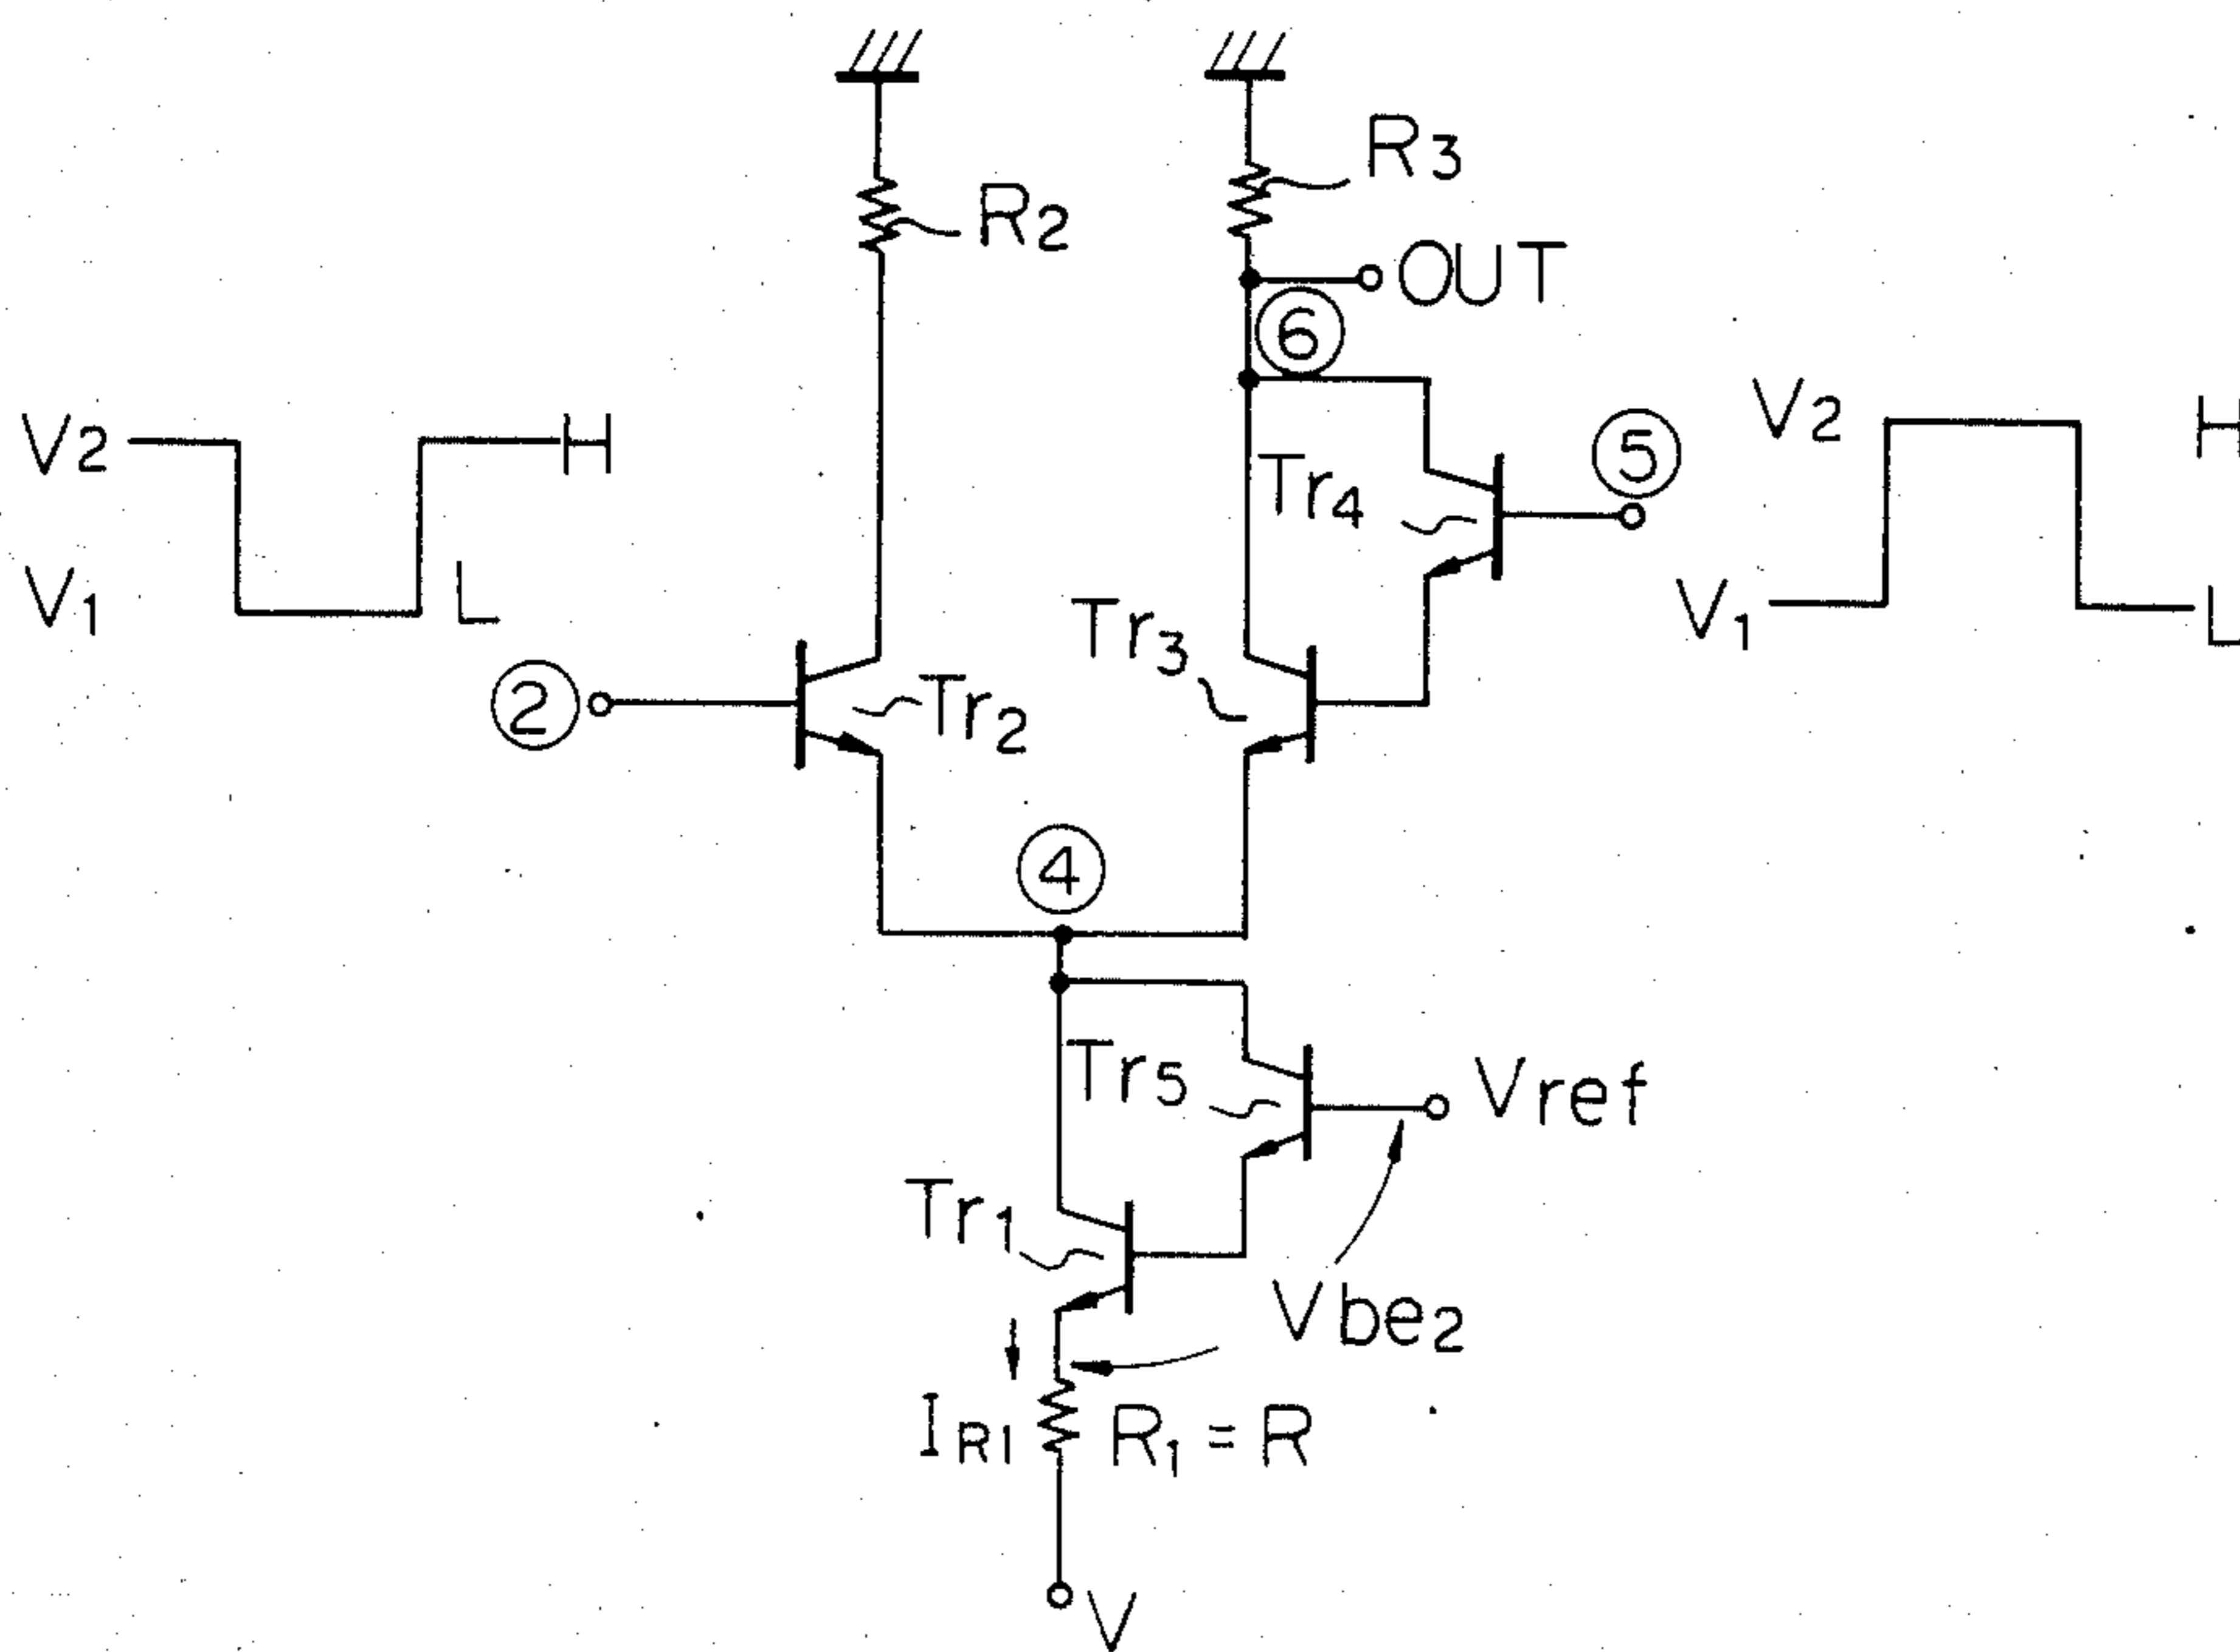 R3
R2
OUT
⑥
V2
H
V2
H
⑤
Tr4
V1
L
V1
L
Tr3
②
Tr2
④
Tr5
Vref
Tr1
Vbe2
IR1
R1 = R
V